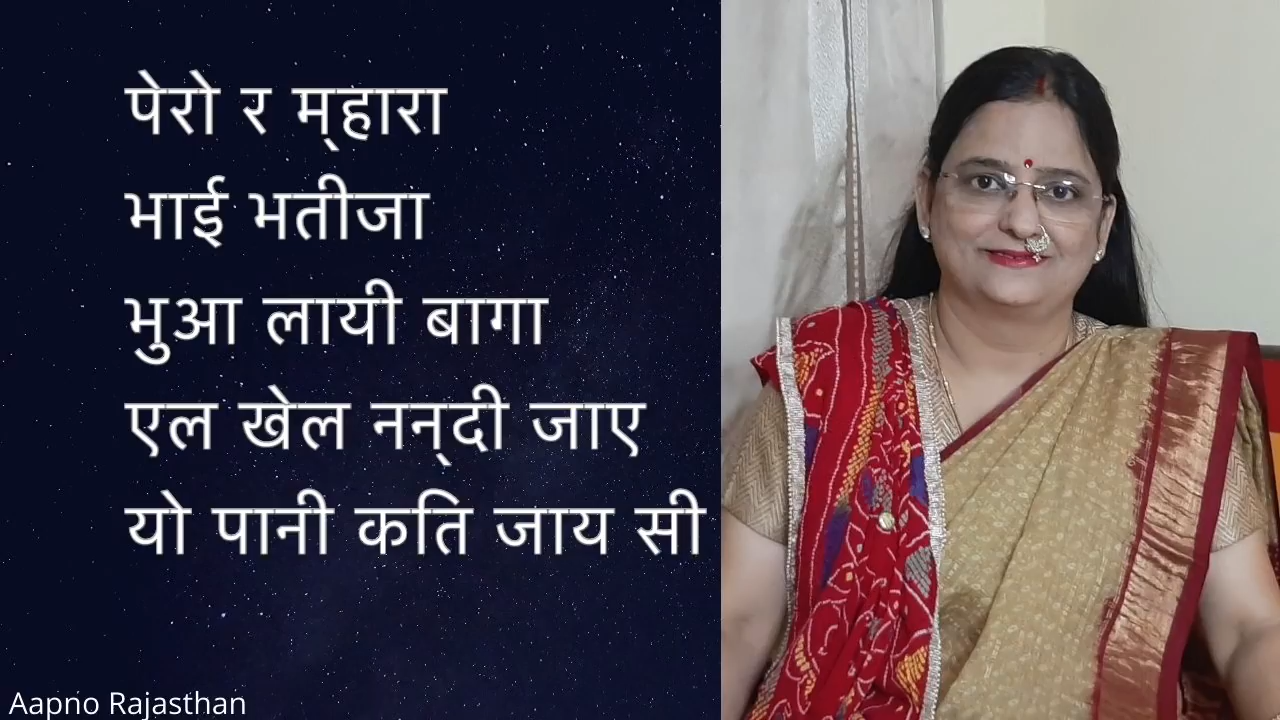 पेरो र म्हारा
भाई भतीजा
भुआ लायी बागा
एल खेल नन्दी जाए
यो पानी कति जाय सी
Aapno Rajasthan